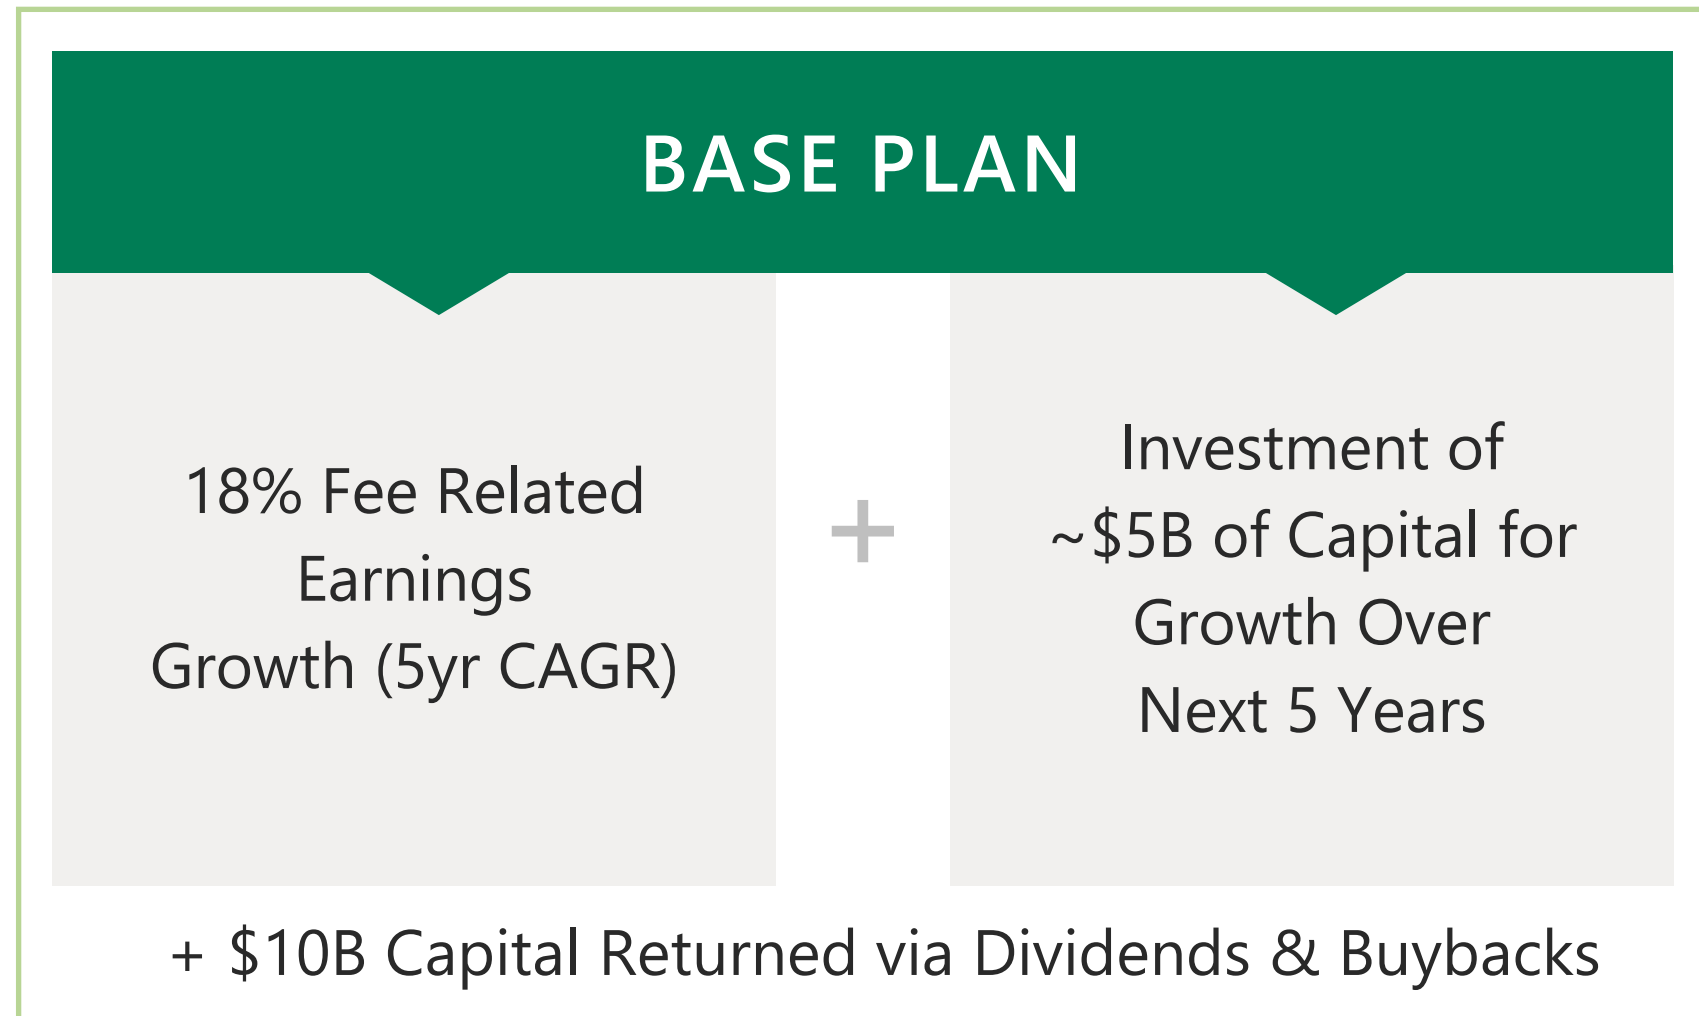 BASE PLAN
18% Fee Related
Earnings
Growth (5yr CAGR)
+
Investment of
~$5B of Capital for
Growth Over
Next 5 Years
+ $10B Capital Returned via Dividends & Buybacks